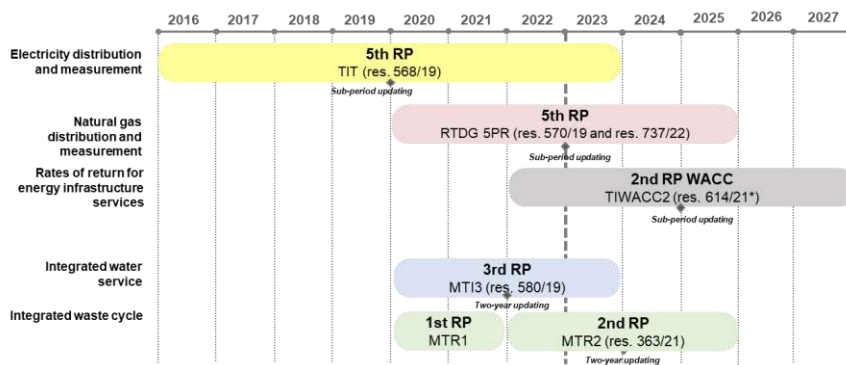 2016 2017 2018 2019 2020 2021 2022 2023 2024 2025 2026 2027
Electricity distribution
and measurement
5th RP
TIT (res. 568/19)
Sub-period updating
Natural gas
distribution and
measurement
5th RP
RTDG 5PR (res. 570/19 and res. 737/22)
Sub-period updating
Rates of return for
energy infrastructure
services
2nd RP WACC
TIWACC2 (res. 614/21*)
Sub-period updating
Integrated water
service
3rd RP
MTI3 (res. 580/19)
Two-year updating
Integrated waste cycle
1st RP
MTR1
2nd RP
MTR2 (res. 363/21)
Two-year updating